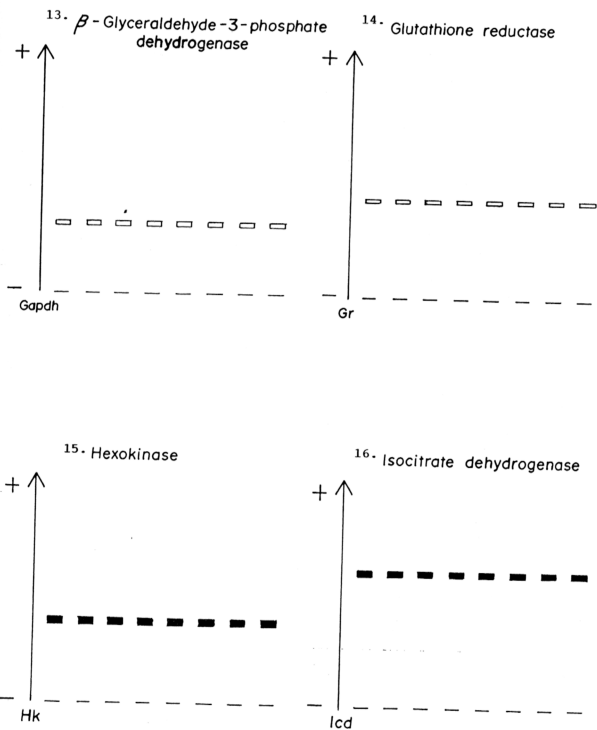 13. β-Glyceraldehyde-3-phosphate
dehydrogenase
+
−
Gapdh
14. Glutathione reductase
+
−
Gr
15. Hexokinase
+
−
Hk
16. Isocitrate dehydrogenase
+
−
Icd